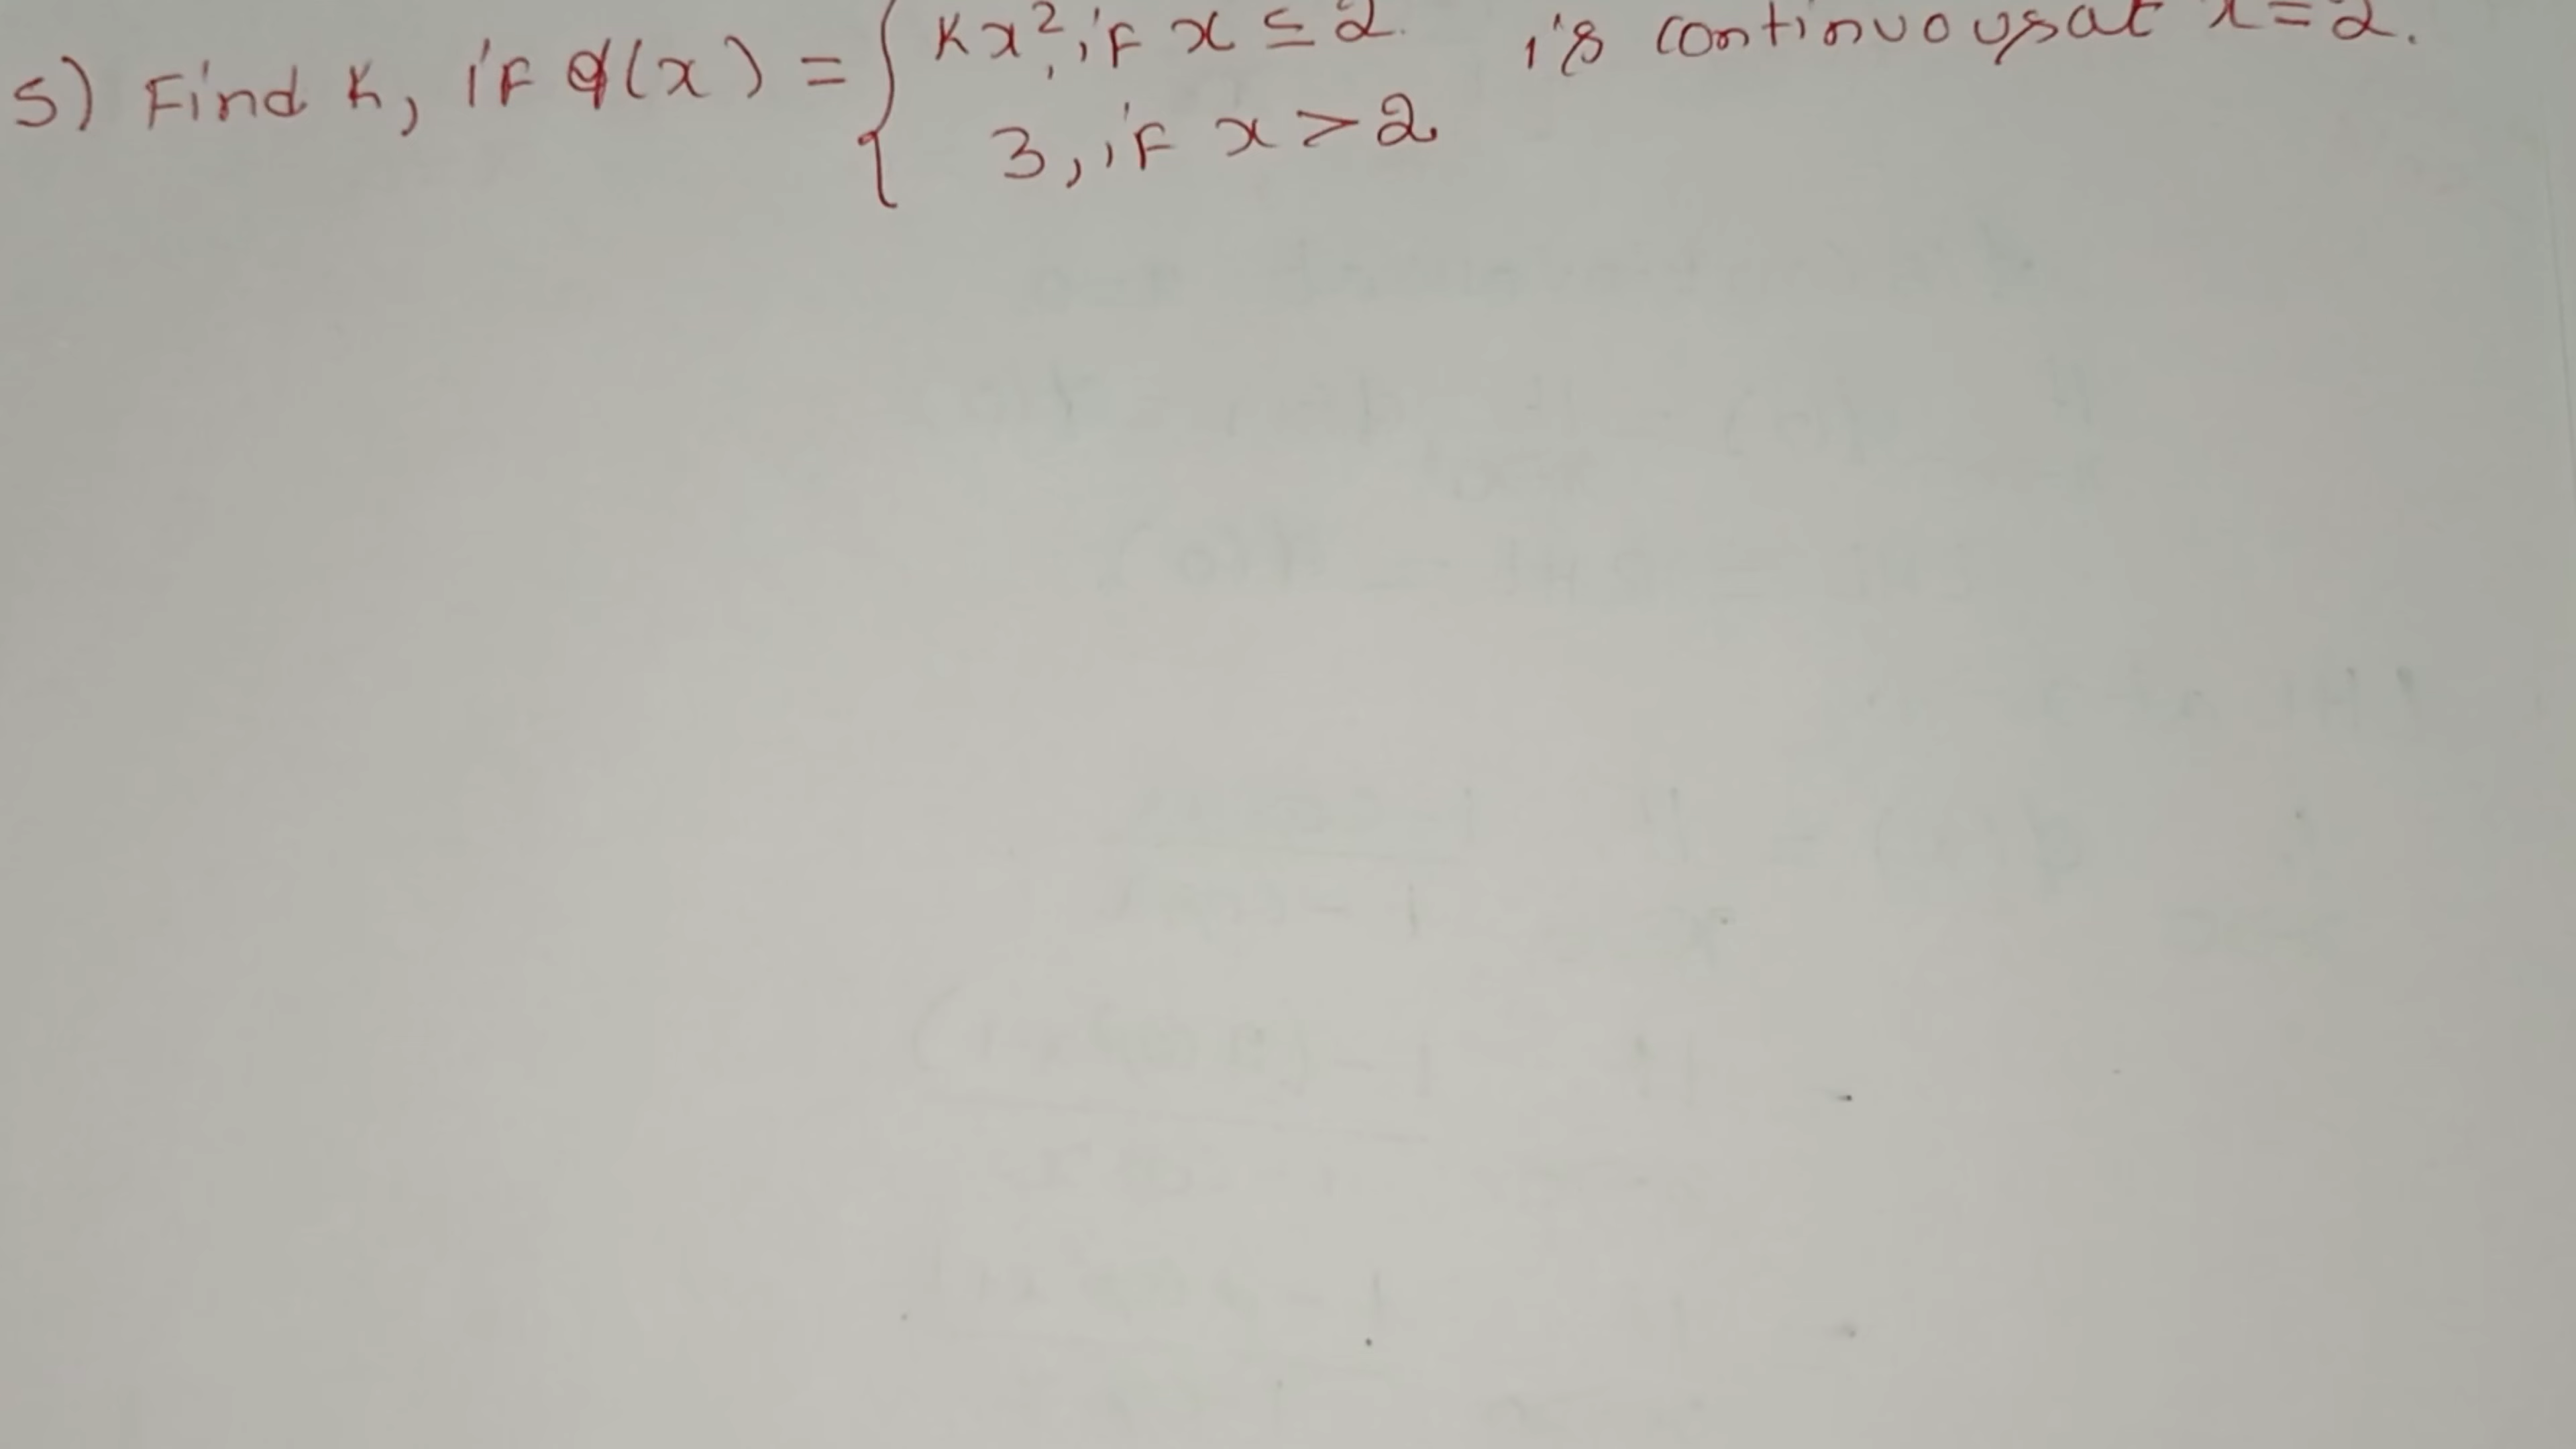 5) Find K, if f(x) = { Kx², if x ≤ 2 is continuous at x = 2.
3, if x > 2